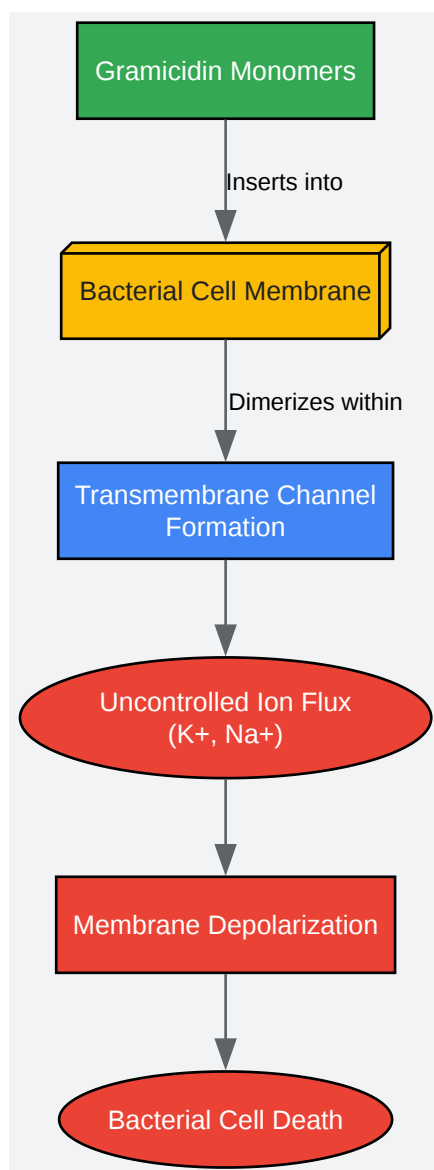 Gramicidin Monomers
Inserts into
Bacterial Cell Membrane
Dimerizes within
Transmembrane Channel
Formation
Uncontrolled Ion Flux
(K+, Na+)
Membrane Depolarization
Bacterial Cell Death